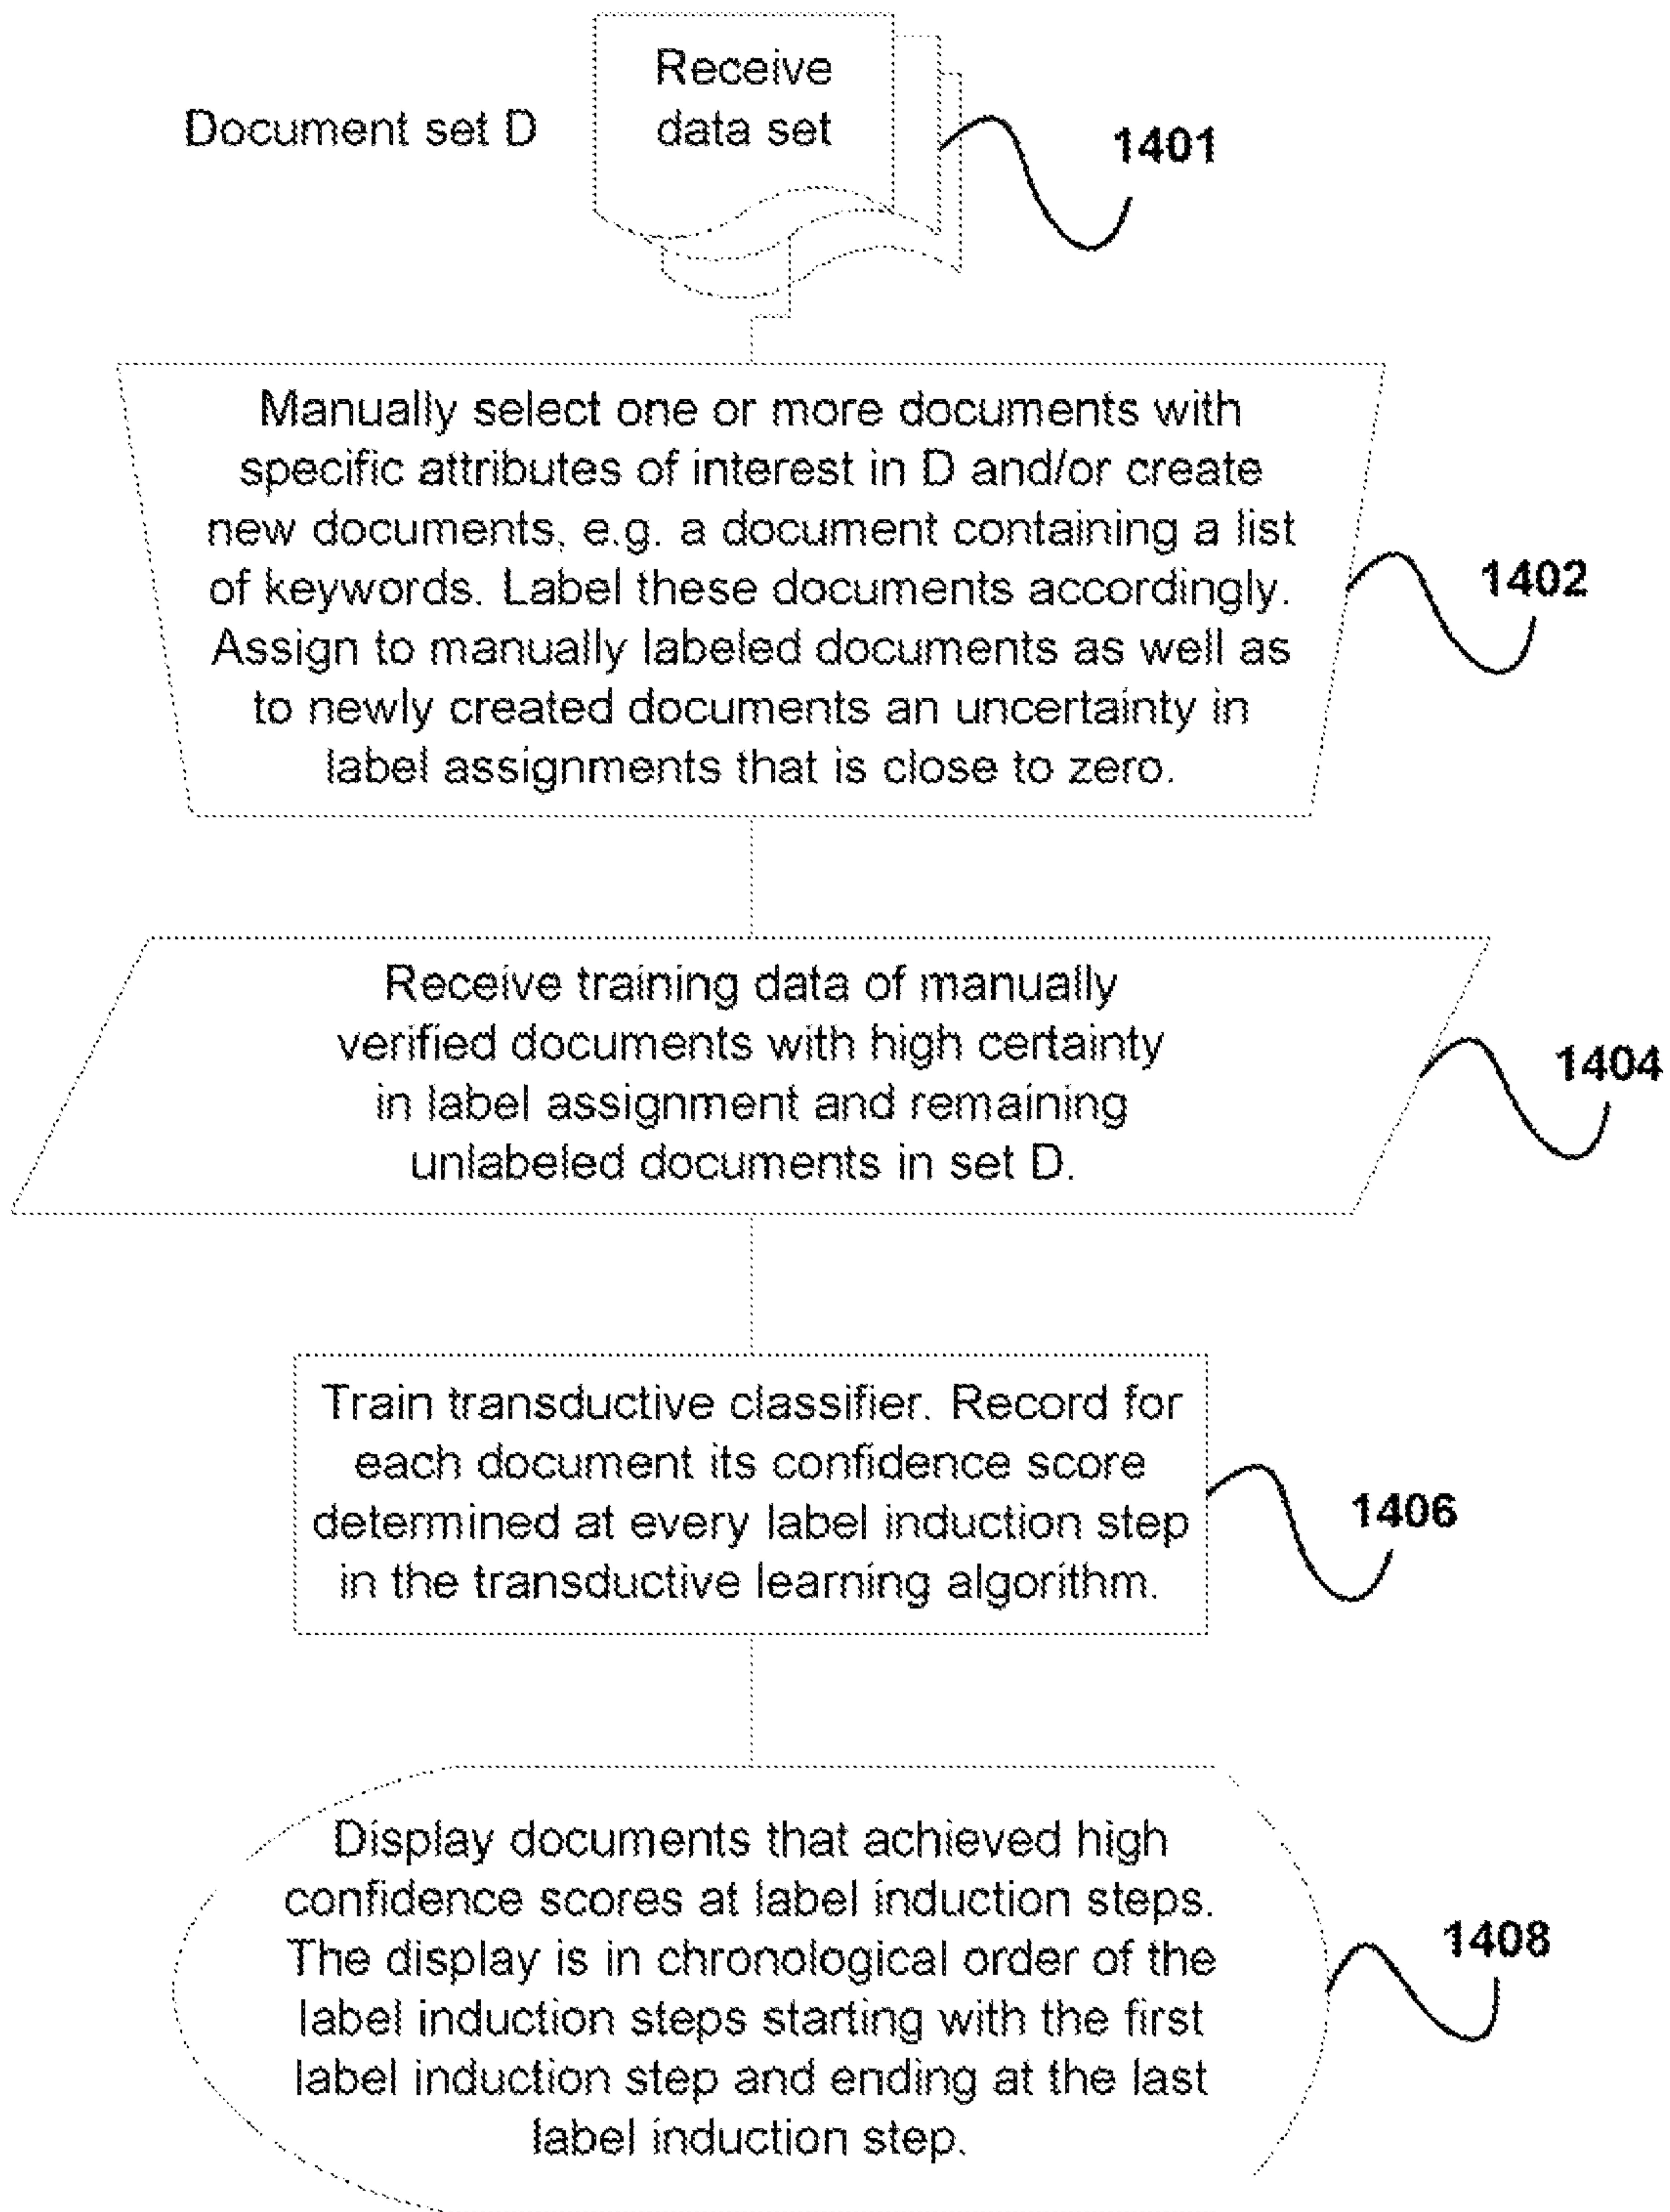 Receive
Document set D
data set
1401
Manually select one or more documents with
specific attributes of interest in D and/or create
new documents, e.g. a document containing a list
of keywords. Label these documents accordingly.
Assign to manually labeled documents as well as
to newly created documents an uncertainty in
label assignments that is close to zero.
1402
Receive training data of manually
verified documents with high certainty
in label assignment and remaining
unlabeled documents in set D.
1404
Train transductive classifier. Record for
each document its confidence score
determined at every label induction step
in the transductive learning algorithm.
1406
Display documents that achieved high
confidence scores at label induction steps.
The display is in chronological order of the
label induction steps starting with the first
label induction step and ending at the last
label induction step.
1408